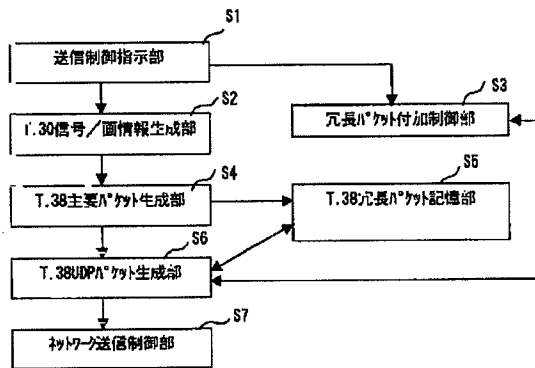 S1
送信制御指示部
S2
T.30信号/画情報生成部
S3
冗長パケット付加制御部
S4
T.38主要パケット生成部
S5
T.38冗長パケット記憶部
S6
T.38UDPパケット生成部
S7
ネットワーク送信制御部